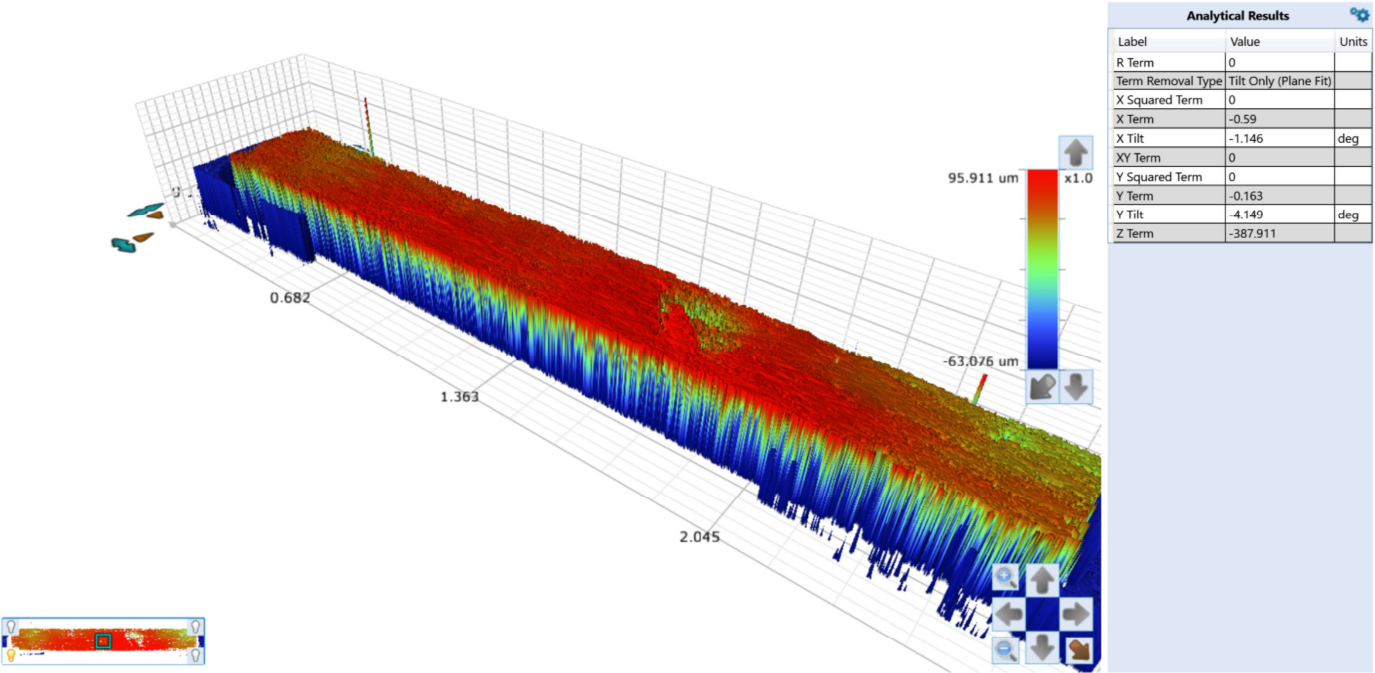 Analytical Results
Label Value Units
R Term 0
Term Removal Type Tilt Only (Plane Fit)
X Squared Term 0
X Term -0.59
X Tilt -1.146 deg
XY Term 0
Y Squared Term 0
Y Term -0.163
Y Tilt -4.149 deg
Z Term -387.911
95.911 um x1.0
-63.076 um
0.682
1.363
2.045